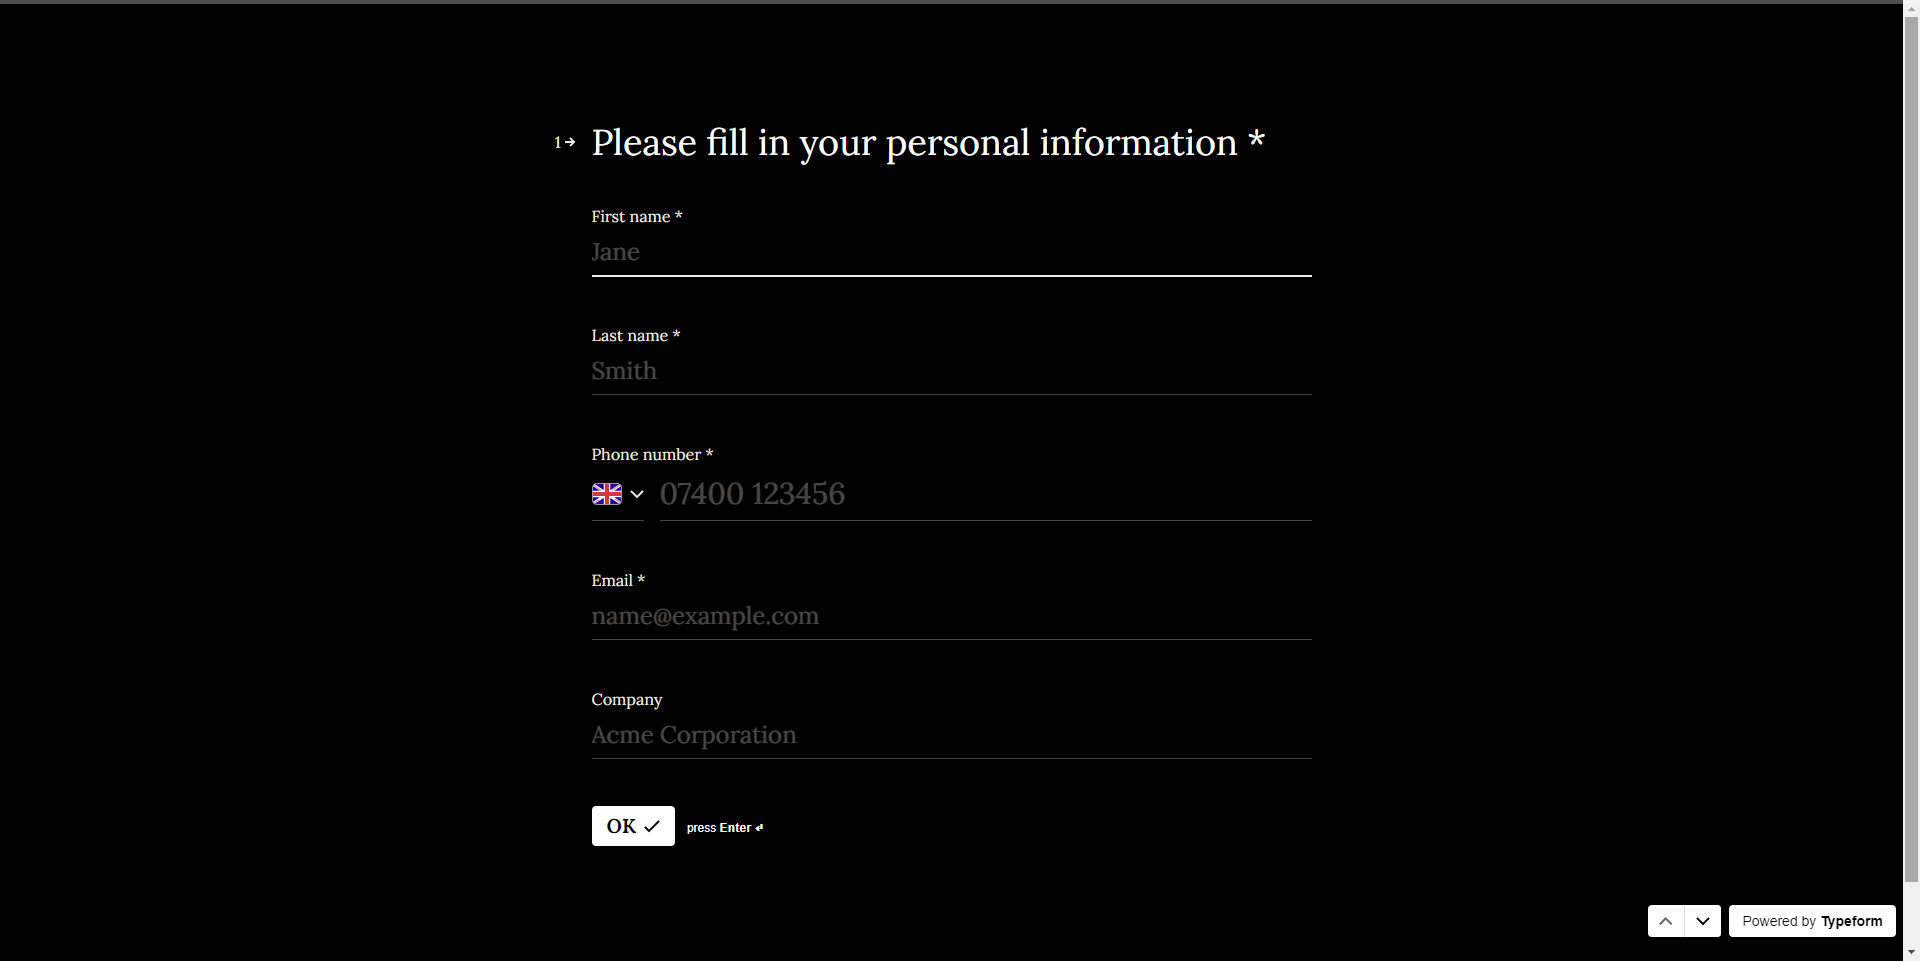 1 Please fill in your personal information *
First name *
Jane
Last name *
Smith
Phone number *
07400 123456
Email *
name@example.com
Company
Acme Corporation
OK press Enter ↵
Powered by Typeform